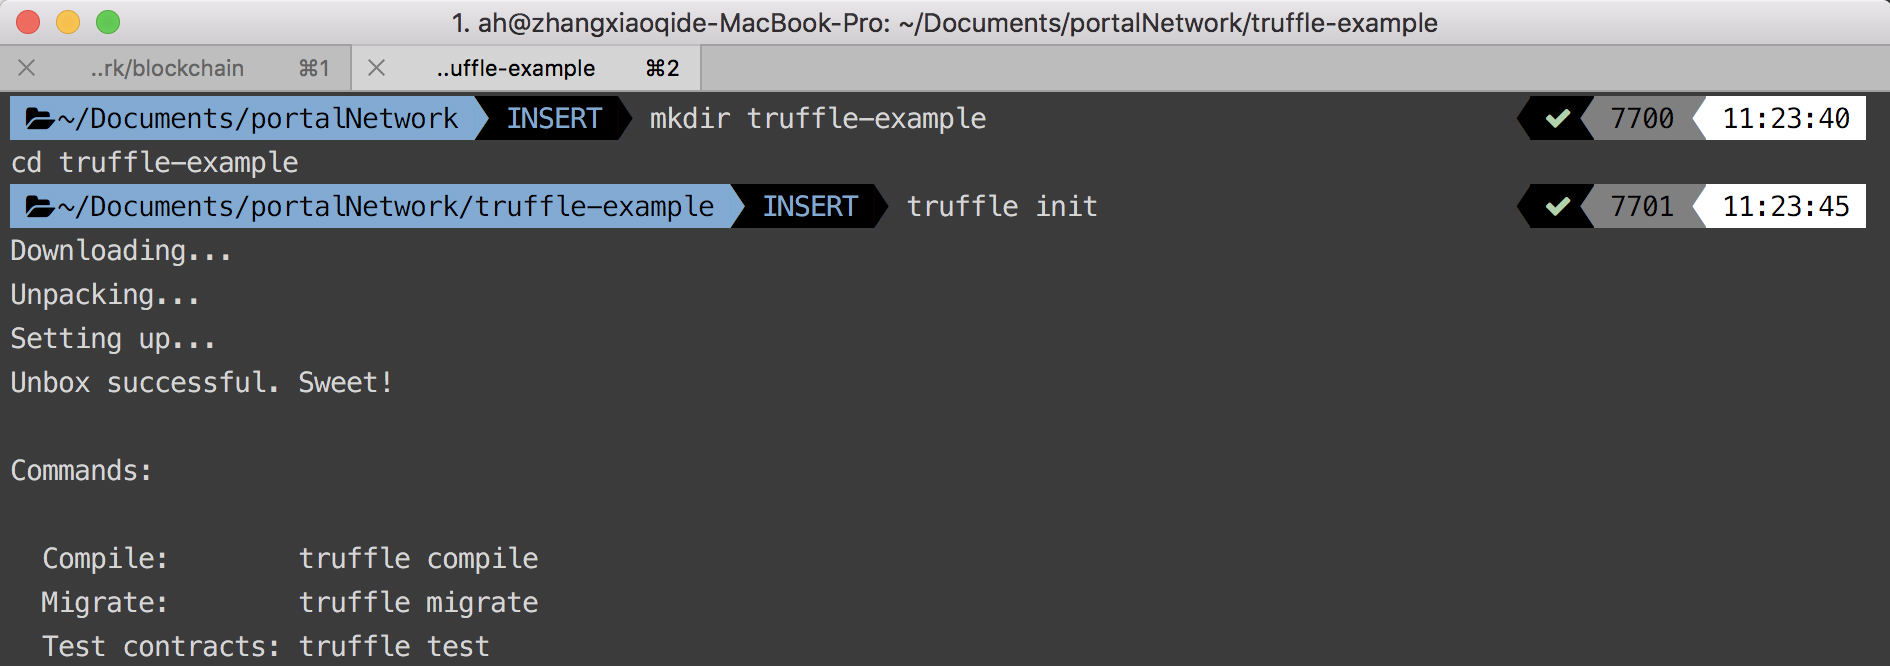 1. ah@zhangxiaoqide-MacBook-Pro: ~/Documents/portalNetwork/truffle-example
..rk/blockchain ⌘1 ..uffle-example ⌘2
~/Documents/portalNetwork INSERT mkdir truffle-example ✔ 7700 11:23:40
cd truffle-example
~/Documents/portalNetwork/truffle-example INSERT truffle init ✔ 7701 11:23:45
Downloading...
Unpacking...
Setting up...
Unbox successful. Sweet!
Commands:
Compile: truffle compile
Migrate: truffle migrate
Test contracts: truffle test